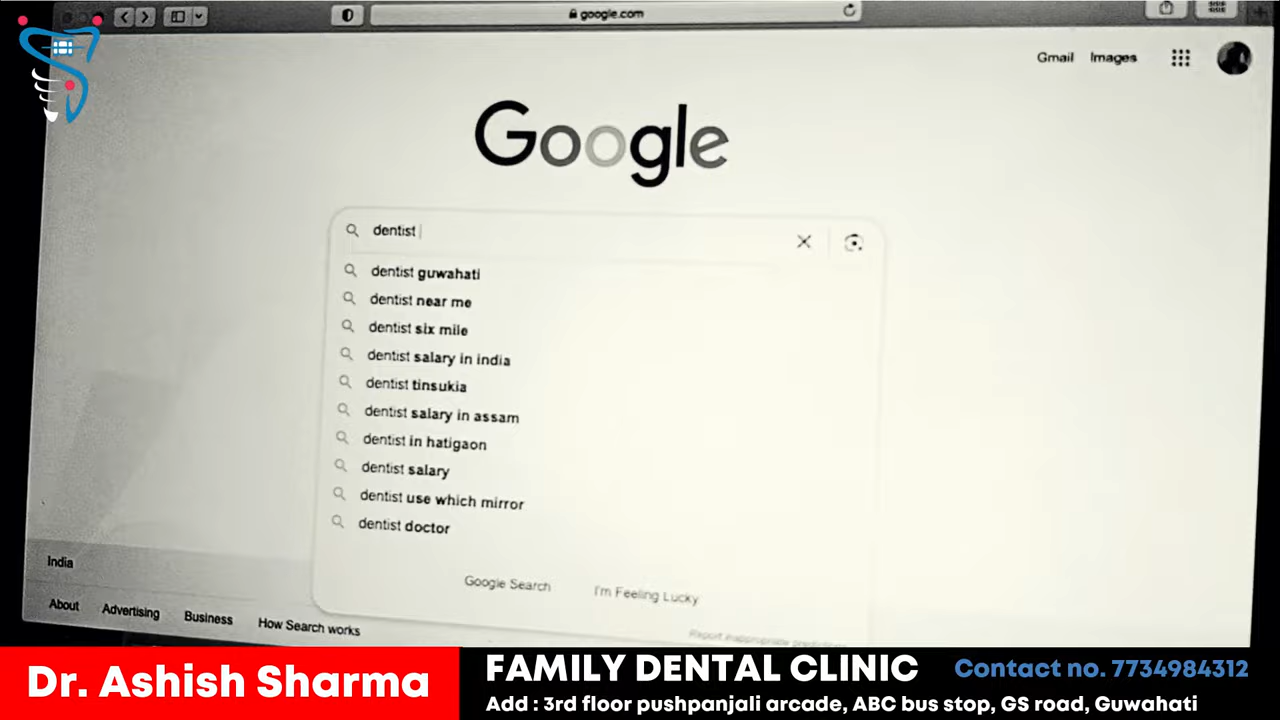 google.com
Gmail Images
Google
dentist
dentist guwahati
dentist near me
dentist six mile
dentist salary in india
dentist tinsukia
dentist salary in assam
dentist in hatigaon
dentist salary
dentist use which mirror
dentist doctor
Google Search I'm Feeling Lucky
Report inappropriate
India
About Advertising Business How Search works
Dr. Ashish Sharma
FAMILY DENTAL CLINIC Contact no. 7734984312
Add : 3rd floor pushpanjali arcade, ABC bus stop, GS road, Guwahati